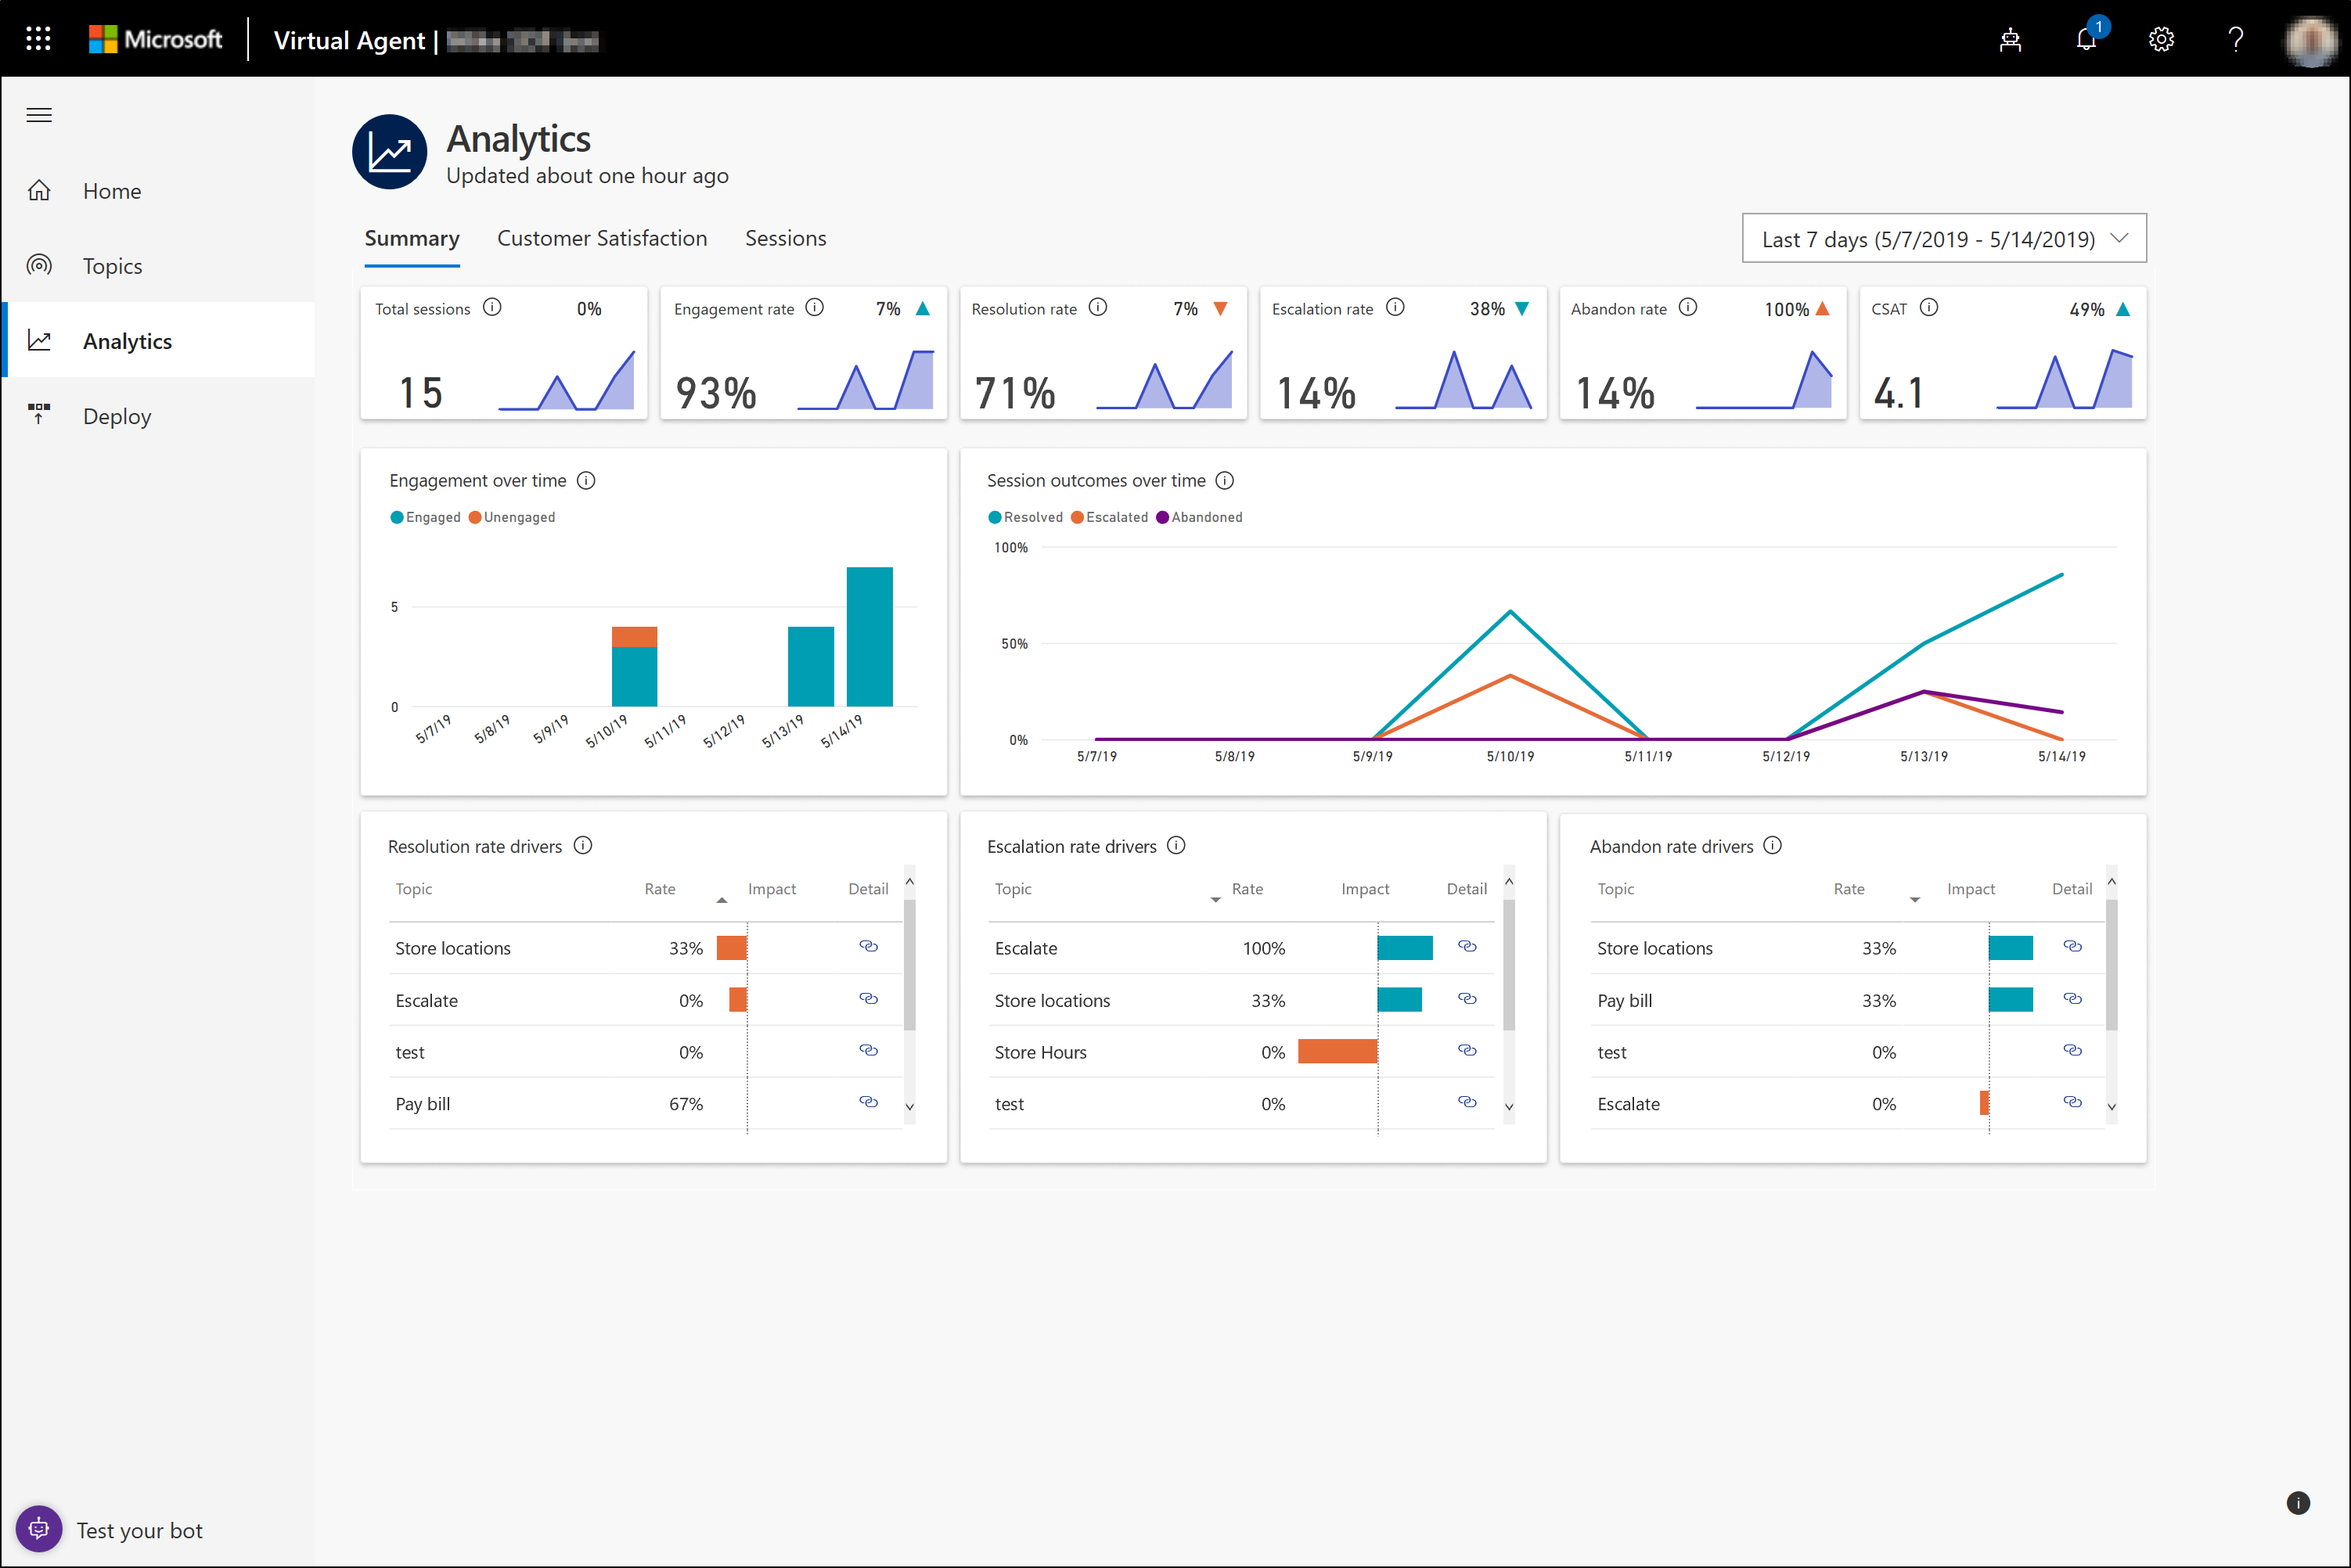 Microsoft
Virtual Agent |
1
Home
Topics
Analytics
Deploy
Test your bot
Analytics
Updated about one hour ago
Summary Customer Satisfaction Sessions
Last 7 days (5/7/2019 - 5/14/2019)
Total sessions 0%
15
Engagement rate 7%
93%
Resolution rate 7%
71%
Escalation rate 38%
14%
Abandon rate 100%
14%
CSAT 49%
4.1
Engagement over time
Engaged Unengaged
5
0
5/7/19 5/8/19 5/9/19 5/10/19 5/11/19 5/12/19 5/13/19 5/14/19
Session outcomes over time
Resolved Escalated Abandoned
100%
50%
0%
5/7/19 5/8/19 5/9/19 5/10/19 5/11/19 5/12/19 5/13/19 5/14/19
Resolution rate drivers
Topic Rate Impact Detail
Store locations 33%
Escalate 0%
test 0%
Pay bill 67%
Escalation rate drivers
Topic Rate Impact Detail
Escalate 100%
Store locations 33%
Store Hours 0%
test 0%
Abandon rate drivers
Topic Rate Impact Detail
Store locations 33%
Pay bill 33%
test 0%
Escalate 0%